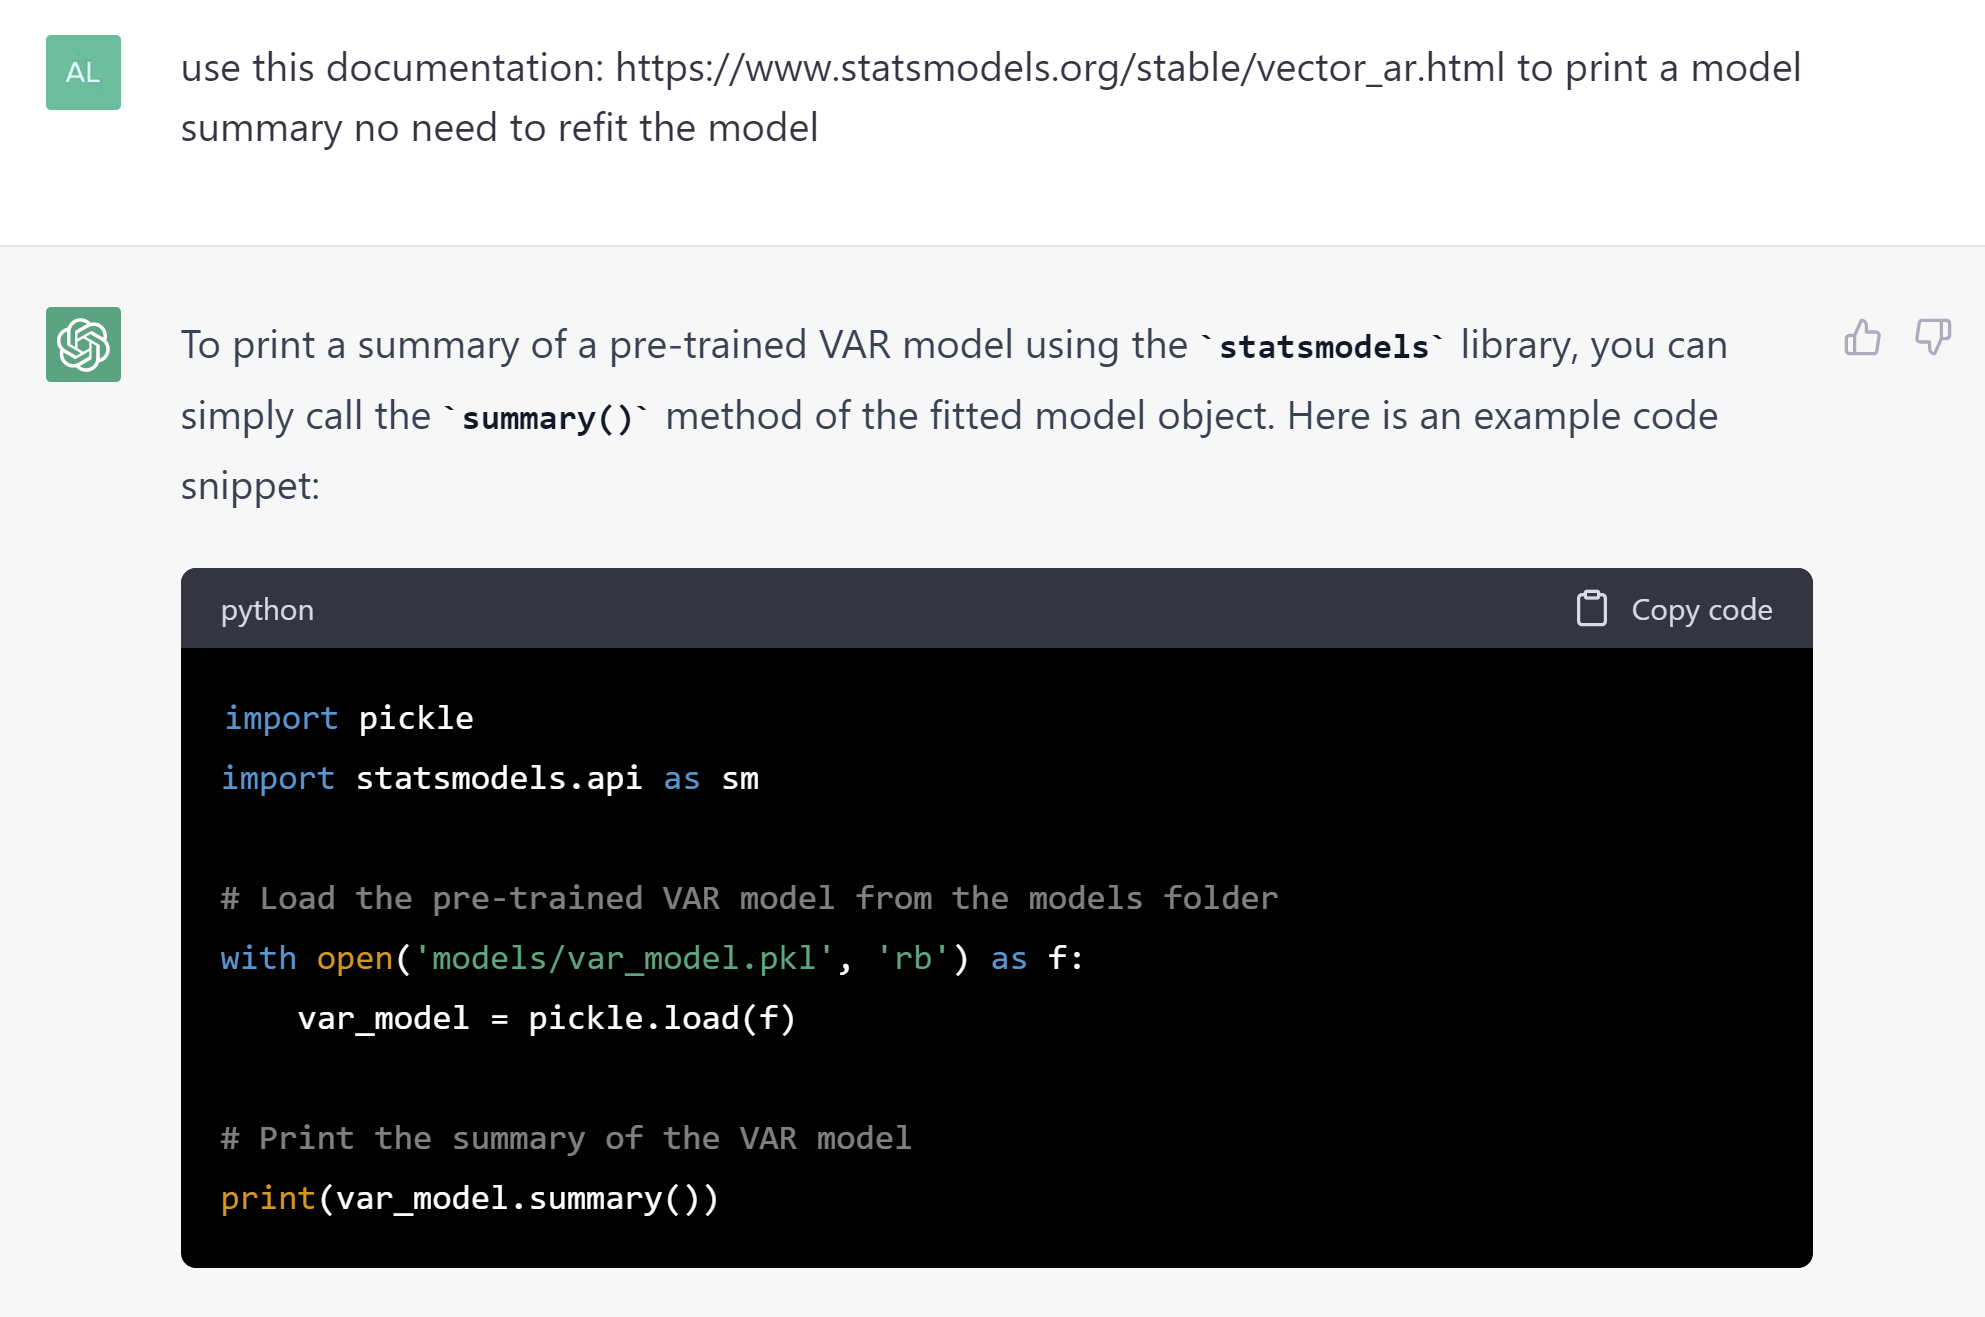 AL
use this documentation: https://www.statsmodels.org/stable/vector_ar.html to print a model
summary no need to refit the model
To print a summary of a pre-trained VAR model using the `statsmodels` library, you can
simply call the `summary()` method of the fitted model object. Here is an example code
snippet:
python
Copy code
import pickle
import statsmodels.api as sm
# Load the pre-trained VAR model from the models folder
with open('models/var_model.pkl', 'rb') as f:
    var_model = pickle.load(f)
# Print the summary of the VAR model
print(var_model.summary())